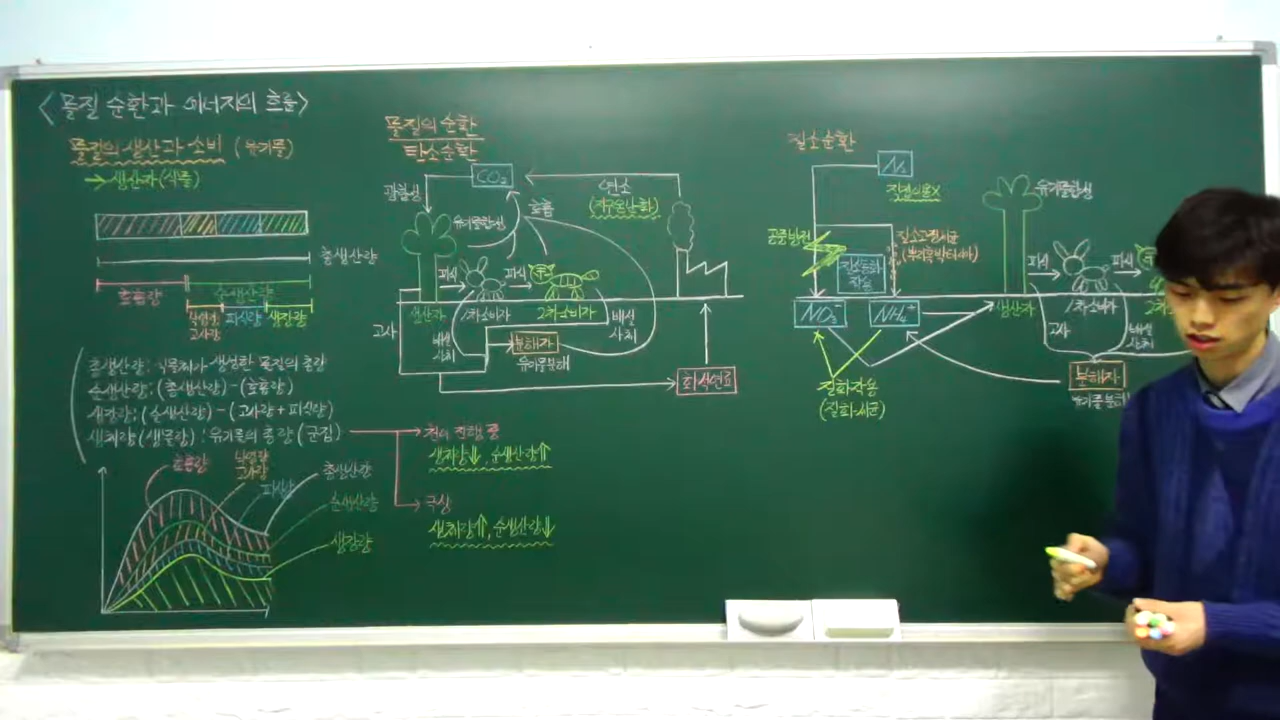 <물질 순환과 에너지의 흐름>
물질의 생산과 소비 (유기물)
→ 생산자(식물)
총생산량
호흡량
순생산량
낙엽량
고사량
피식량
생장량
총생산량 : 식물체가 생성한 물질의 총량
순생산량 : (총생산량) - (호흡량)
생장량 : (순생산량) - (고사량 + 피식량)
생체량 (생물량) : 유기물의 총량 (군집)
천이 진행 중
생체량↓, 순생산량↑
극상
생체량↑, 순생산량↓
호흡량
낙엽량
고사량
피식량
총생산량
순생산량
생장량
물질의 순환
탄소순환
CO₂
광합성
유기물합성
호흡
연소
(지구온난화)
피식
피식
생산자
1차소비자
2차소비자
고사
배설
사체
배설
사체
분해자
유기물분해
화석연료
질소순환
N₂
직접이용X
공중방전
질소고정세균
(뿌리혹박테리아)
질소동화
작용
NO₃⁻
NH₄⁺
질화작용
(질화세균)
유기물합성
피식
생산자
1차소비자
고사
배설
사체
분해자